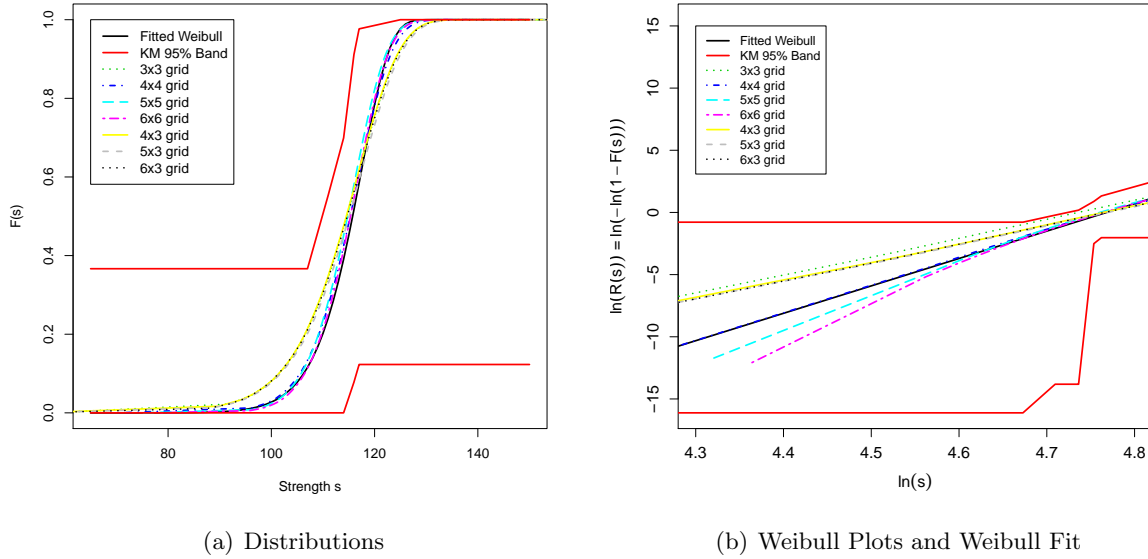 1.0
0.8
0.6
0.4
0.2
0.0
F(s)
Fitted Weibull
KM 95% Band
3x3 grid
4x4 grid
5x5 grid
6x6 grid
4x3 grid
5x3 grid
6x3 grid
80 100 120 140
Strength s
(a) Distributions
15
10
5
0
−5
−10
−15
ln(R(s)) = ln(−ln(1−F(s)))
Fitted Weibull
KM 95% Band
3x3 grid
4x4 grid
5x5 grid
6x6 grid
4x3 grid
5x3 grid
6x3 grid
4.3 4.4 4.5 4.6 4.7 4.8
ln(s)
(b) Weibull Plots and Weibull Fit